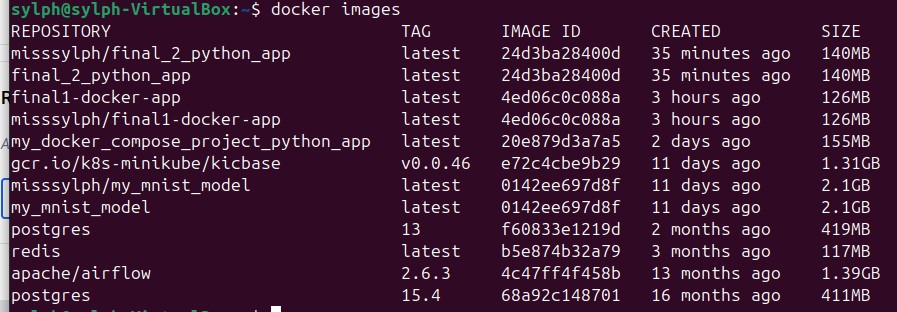 sylph@sylph-VirtualBox:~$ docker images
REPOSITORY TAG IMAGE ID CREATED SIZE
misssylph/final_2_python_app latest 24d3ba28400d 35 minutes ago 140MB
final_2_python_app latest 24d3ba28400d 35 minutes ago 140MB
final1-docker-app latest 4ed06c0c088a 3 hours ago 126MB
misssylph/final1-docker-app latest 4ed06c0c088a 3 hours ago 126MB
my_docker_compose_project_python_app latest 20e879d3a7a5 2 days ago 155MB
gcr.io/k8s-minikube/kicbase v0.0.46 e72c4cbe9b29 11 days ago 1.31GB
misssylph/my_mnist_model latest 0142ee697d8f 11 days ago 2.1GB
my_mnist_model latest 0142ee697d8f 11 days ago 2.1GB
postgres 13 f60833e1219d 2 months ago 419MB
redis latest b5e874b32a79 3 months ago 117MB
apache/airflow 2.6.3 4c47ff4f458b 13 months ago 1.39GB
postgres 15.4 68a92c148701 16 months ago 411MB